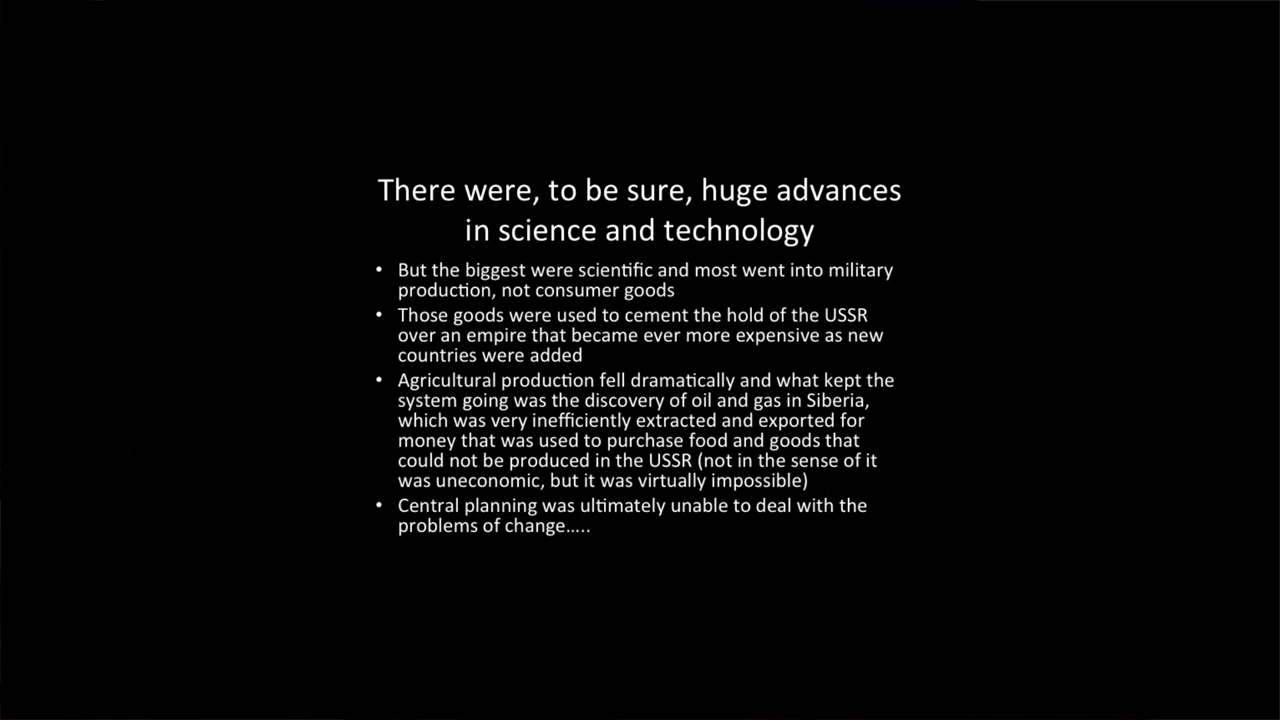 There were, to be sure, huge advances
in science and technology
• But the biggest were scientific and most went into military
production, not consumer goods
• Those goods were used to cement the hold of the USSR
over an empire that became ever more expensive as new
countries were added
• Agricultural production fell dramatically and what kept the
system going was the discovery of oil and gas in Siberia,
which was very inefficiently extracted and exported for
money that was used to purchase food and goods that
could not be produced in the USSR (not in the sense of it
was uneconomic, but it was virtually impossible)
• Central planning was ultimately unable to deal with the
problems of change…..